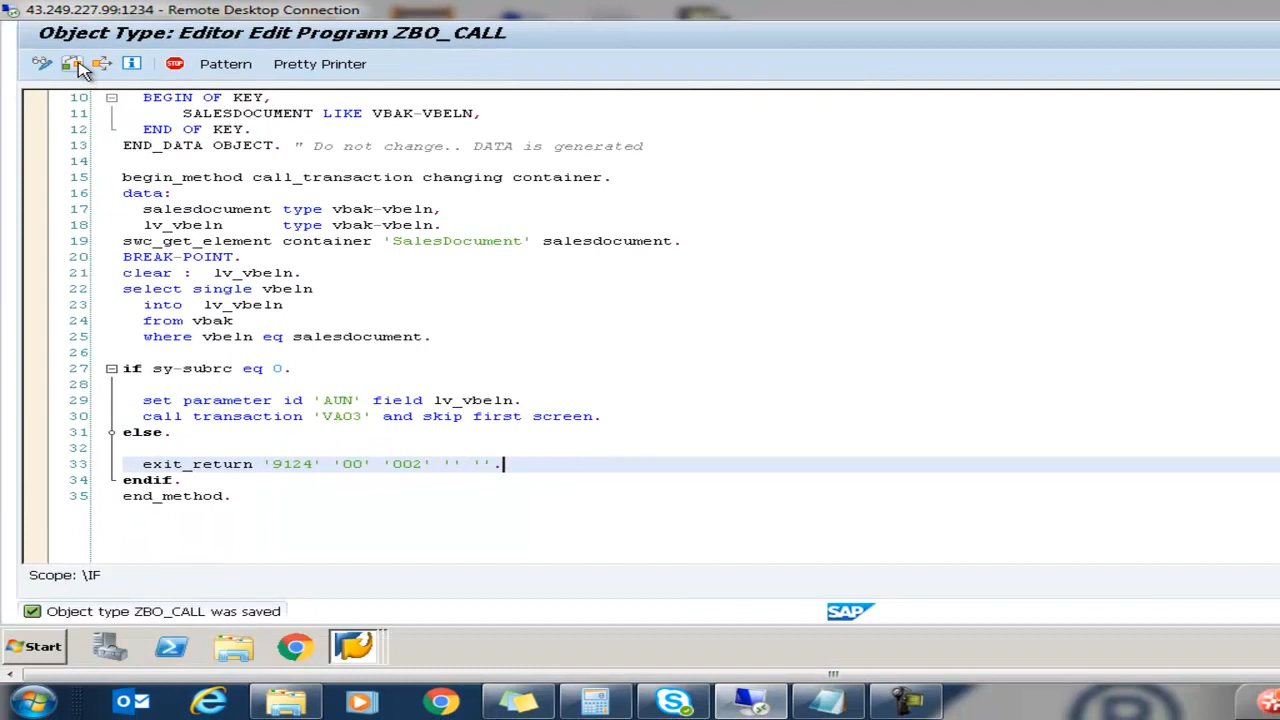 43.249.227.99:1234 - Remote Desktop Connection
Object Type: Editor Edit Program ZBO_CALL
STOP Pattern Pretty Printer
10 BEGIN OF KEY,
11 SALESDOCUMENT LIKE VBAK-VBELN,
12 END OF KEY.
13 END_DATA OBJECT. " Do not change.. DATA is generated
14
15 begin_method call_transaction changing container.
16 data:
17 salesdocument type vbak-vbeln,
18 lv_vbeln type vbak-vbeln.
19 swc_get_element container 'SalesDocument' salesdocument.
20 BREAK-POINT.
21 clear : lv_vbeln.
22 select single vbeln
23 into lv_vbeln
24 from vbak
25 where vbeln eq salesdocument.
26
27 if sy-subrc eq 0.
28
29 set parameter id 'AUN' field lv_vbeln.
30 call transaction 'VA03' and skip first screen.
31 else.
32
33 exit_return '9124' '00' '002' '' ''.
34 endif.
35 end_method.
Scope: \IF
Object type ZBO_CALL was saved
SAP
Start